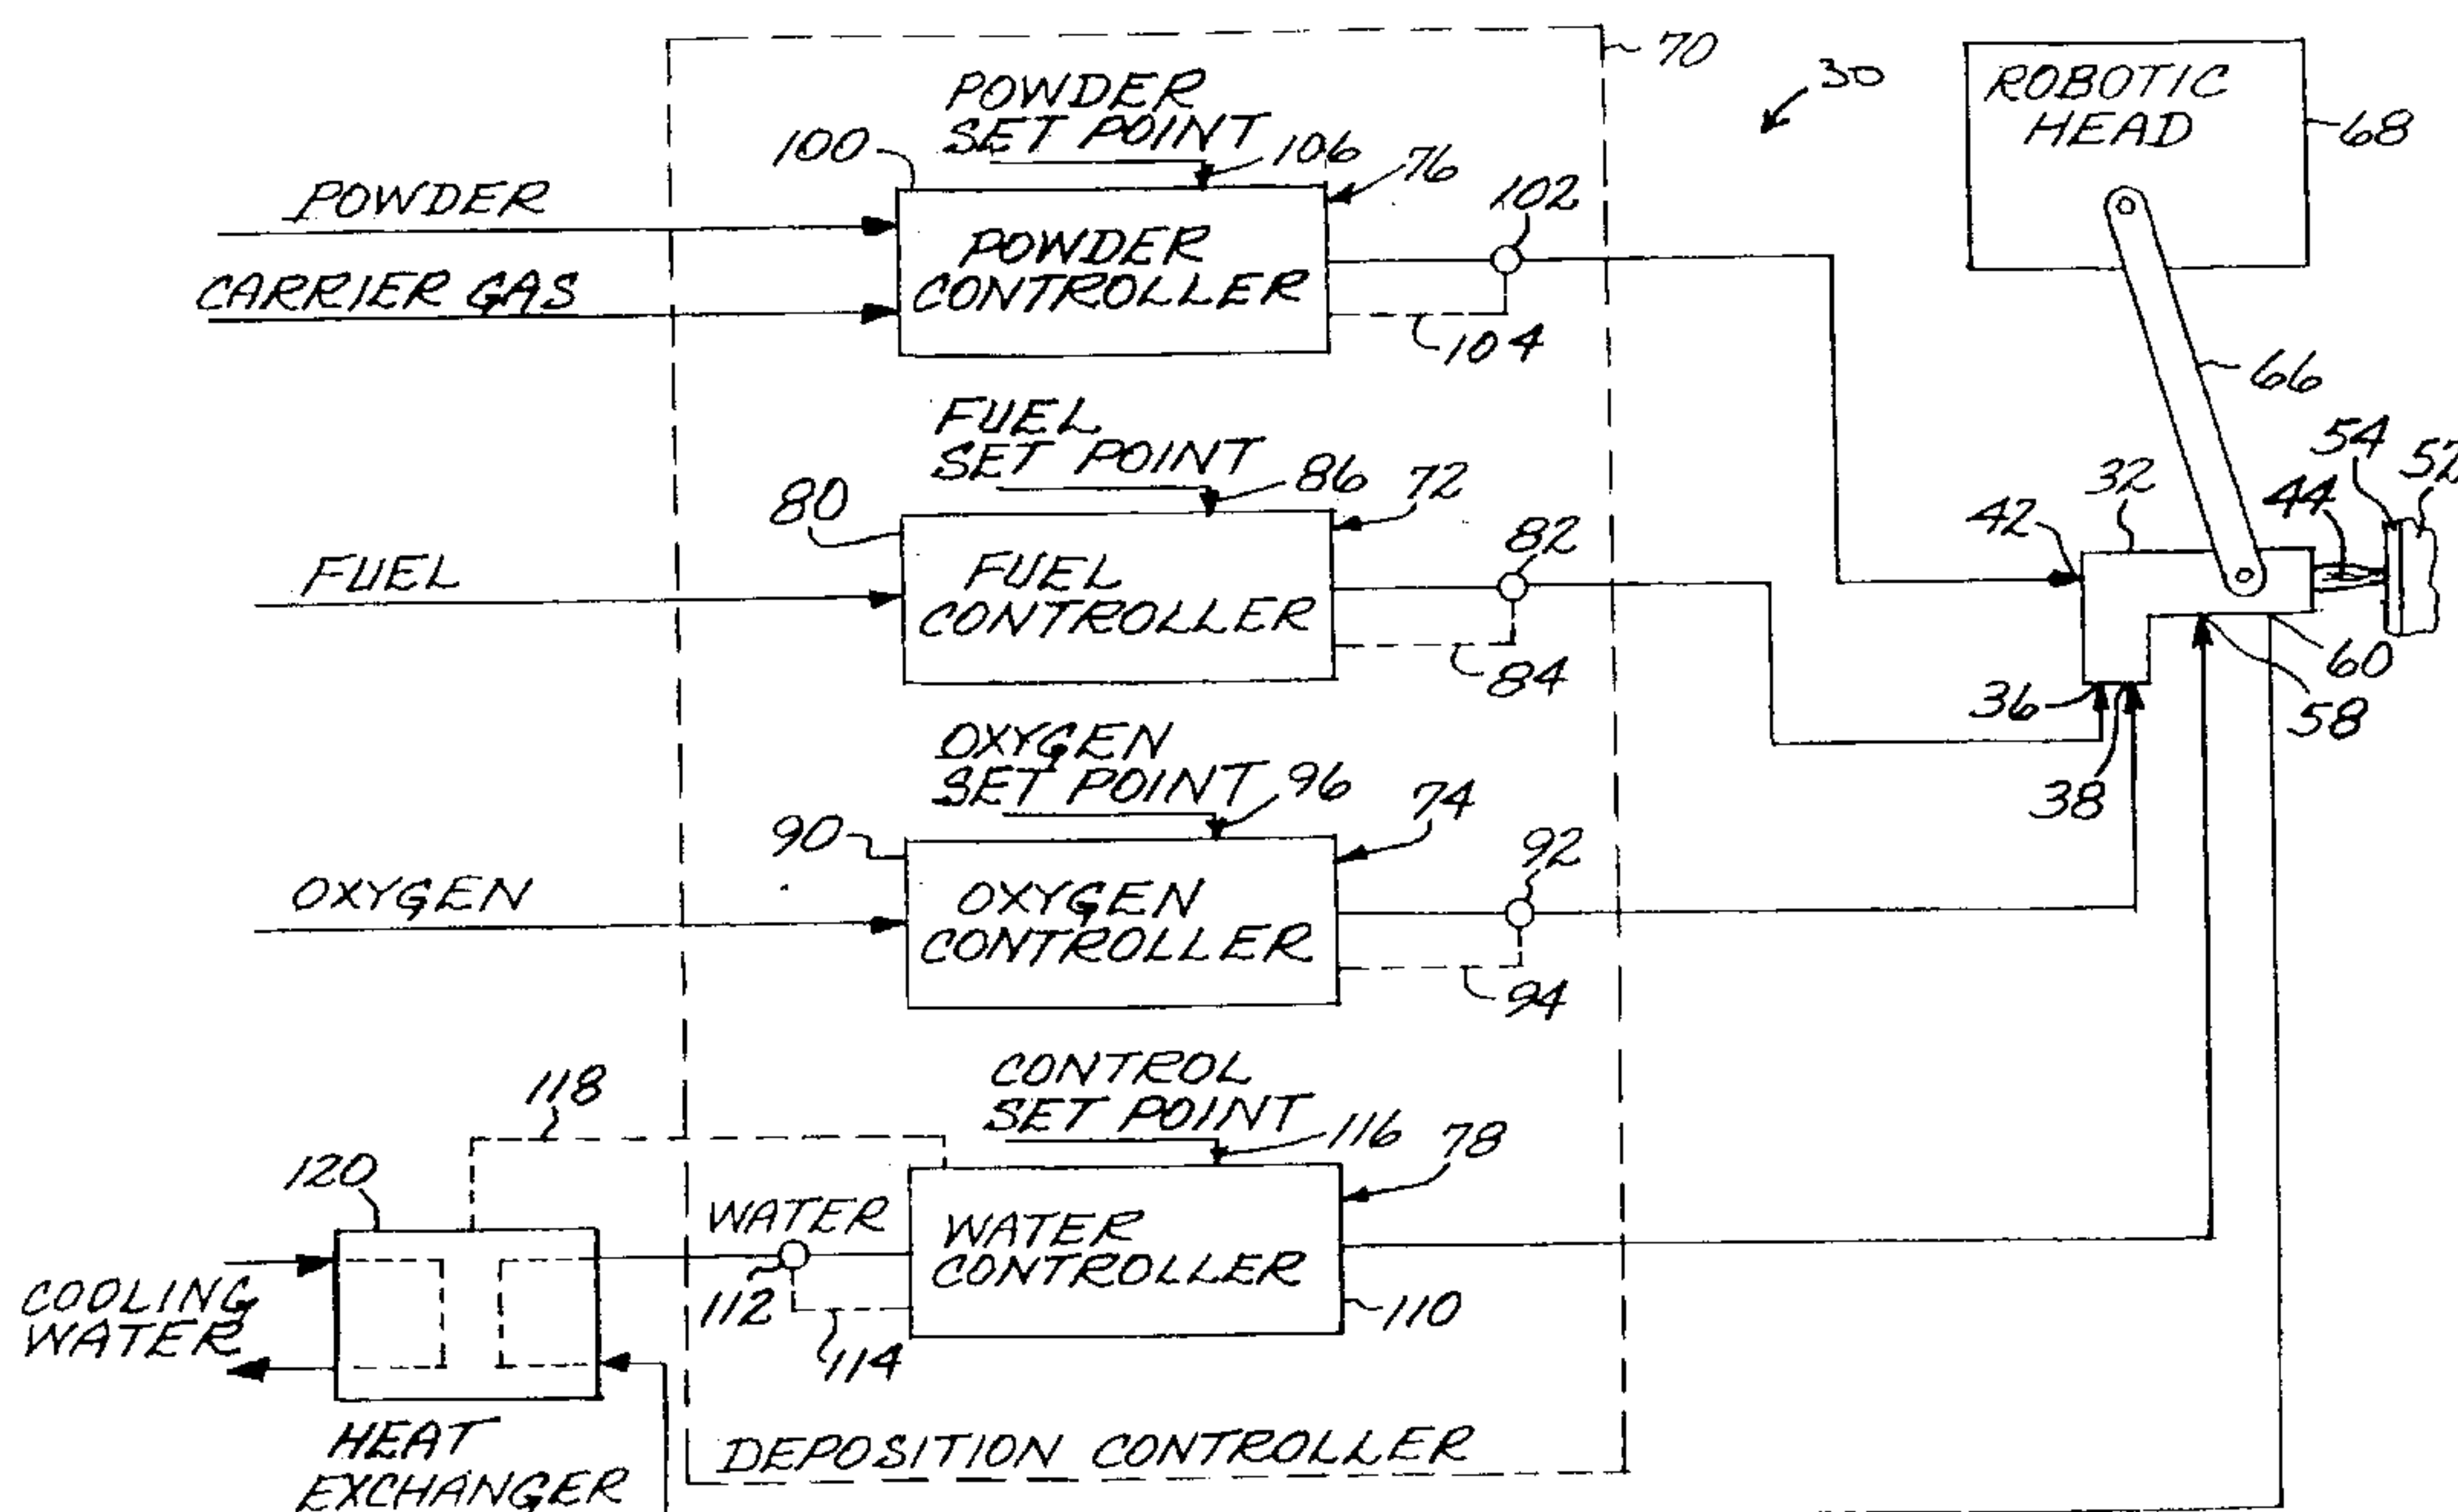 70
30
ROBOTIC
HEAD
68
POWDER
SET POINT
106
76
100
102
POWDER
CARRIER GAS
POWDER
CONTROLLER
104
66
FUEL
SET POINT
86
72
80
82
54
52
44
32
42
FUEL
FUEL
CONTROLLER
84
60
58
36
38
OXYGEN
SET POINT
96
74
90
92
OXYGEN
OXYGEN
CONTROLLER
94
CONTROL
SET POINT
116
78
118
120
WATER
WATER
CONTROLLER
112
114
110
COOLING
WATER
HEAT
EXCHANGER
DEPOSITION CONTROLLER